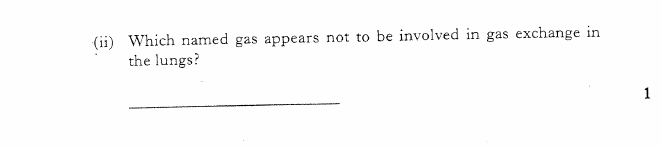 (ii) Which named gas appears not to be involved in gas exchange in
the lungs?
1